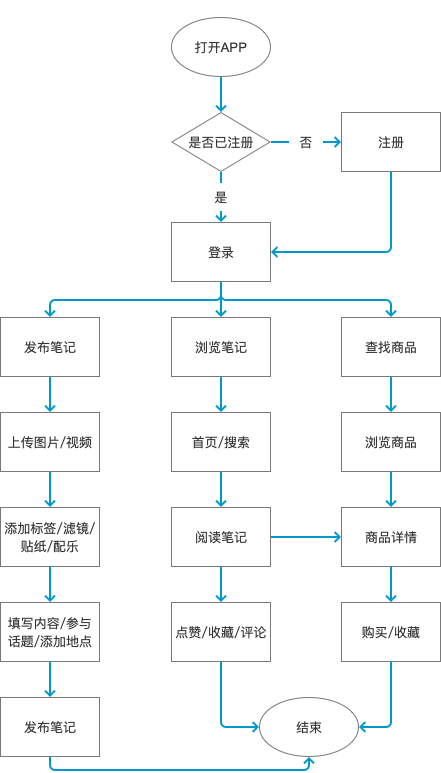 打开APP
是否已注册
否
注册
是
登录
发布笔记
浏览笔记
查找商品
上传图片/视频
首页/搜索
浏览商品
添加标签/滤镜/
贴纸/配乐
阅读笔记
商品详情
填写内容/参与
话题/添加地点
点赞/收藏/评论
购买/收藏
发布笔记
结束